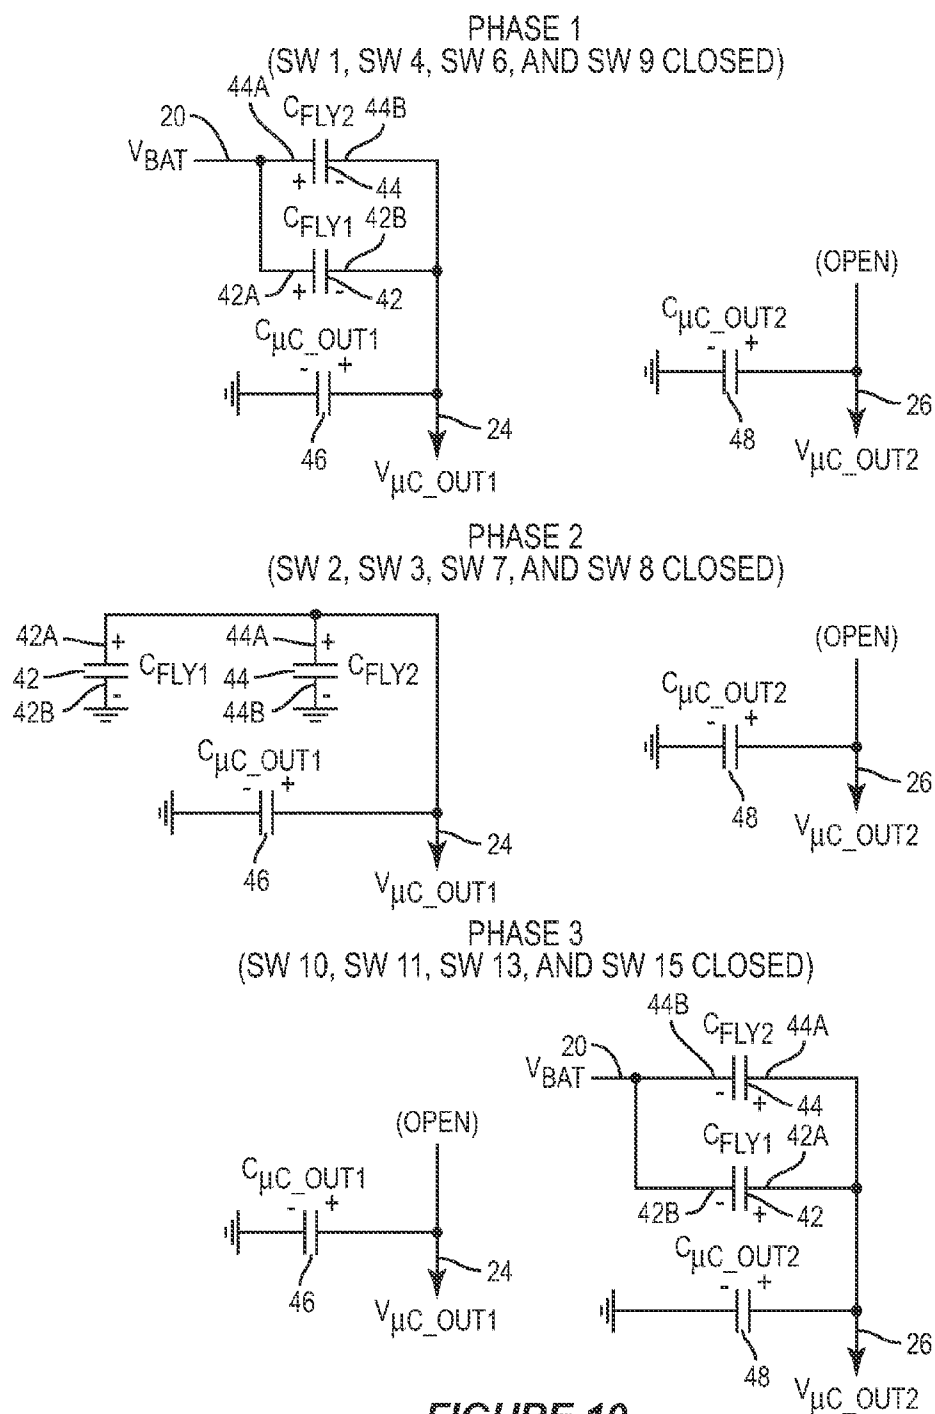 PHASE 1
(SW 1, SW 4, SW 6, AND SW 9 CLOSED)
44A
CFLY2
44B
20
VBAT
+ -
44
CFLY1
42B
42A
+ -
42
CµC_OUT1
- +
46
24
VµC_OUT1
(OPEN)
CµC_OUT2
- +
48
26
VµC_OUT2
PHASE 2
(SW 2, SW 3, SW 7, AND SW 8 CLOSED)
42A
+
42
CFLY1
42B
-
44A
+
44
CFLY2
44B
-
CµC_OUT1
- +
46
24
VµC_OUT1
(OPEN)
CµC_OUT2
- +
48
26
VµC_OUT2
PHASE 3
(SW 10, SW 11, SW 13, AND SW 15 CLOSED)
(OPEN)
CµC_OUT1
- +
46
24
VµC_OUT1
44B
CFLY2
44A
20
VBAT
- +
44
CFLY1
42A
42B
- +
42
CµC_OUT2
- +
48
26
VµC_OUT2